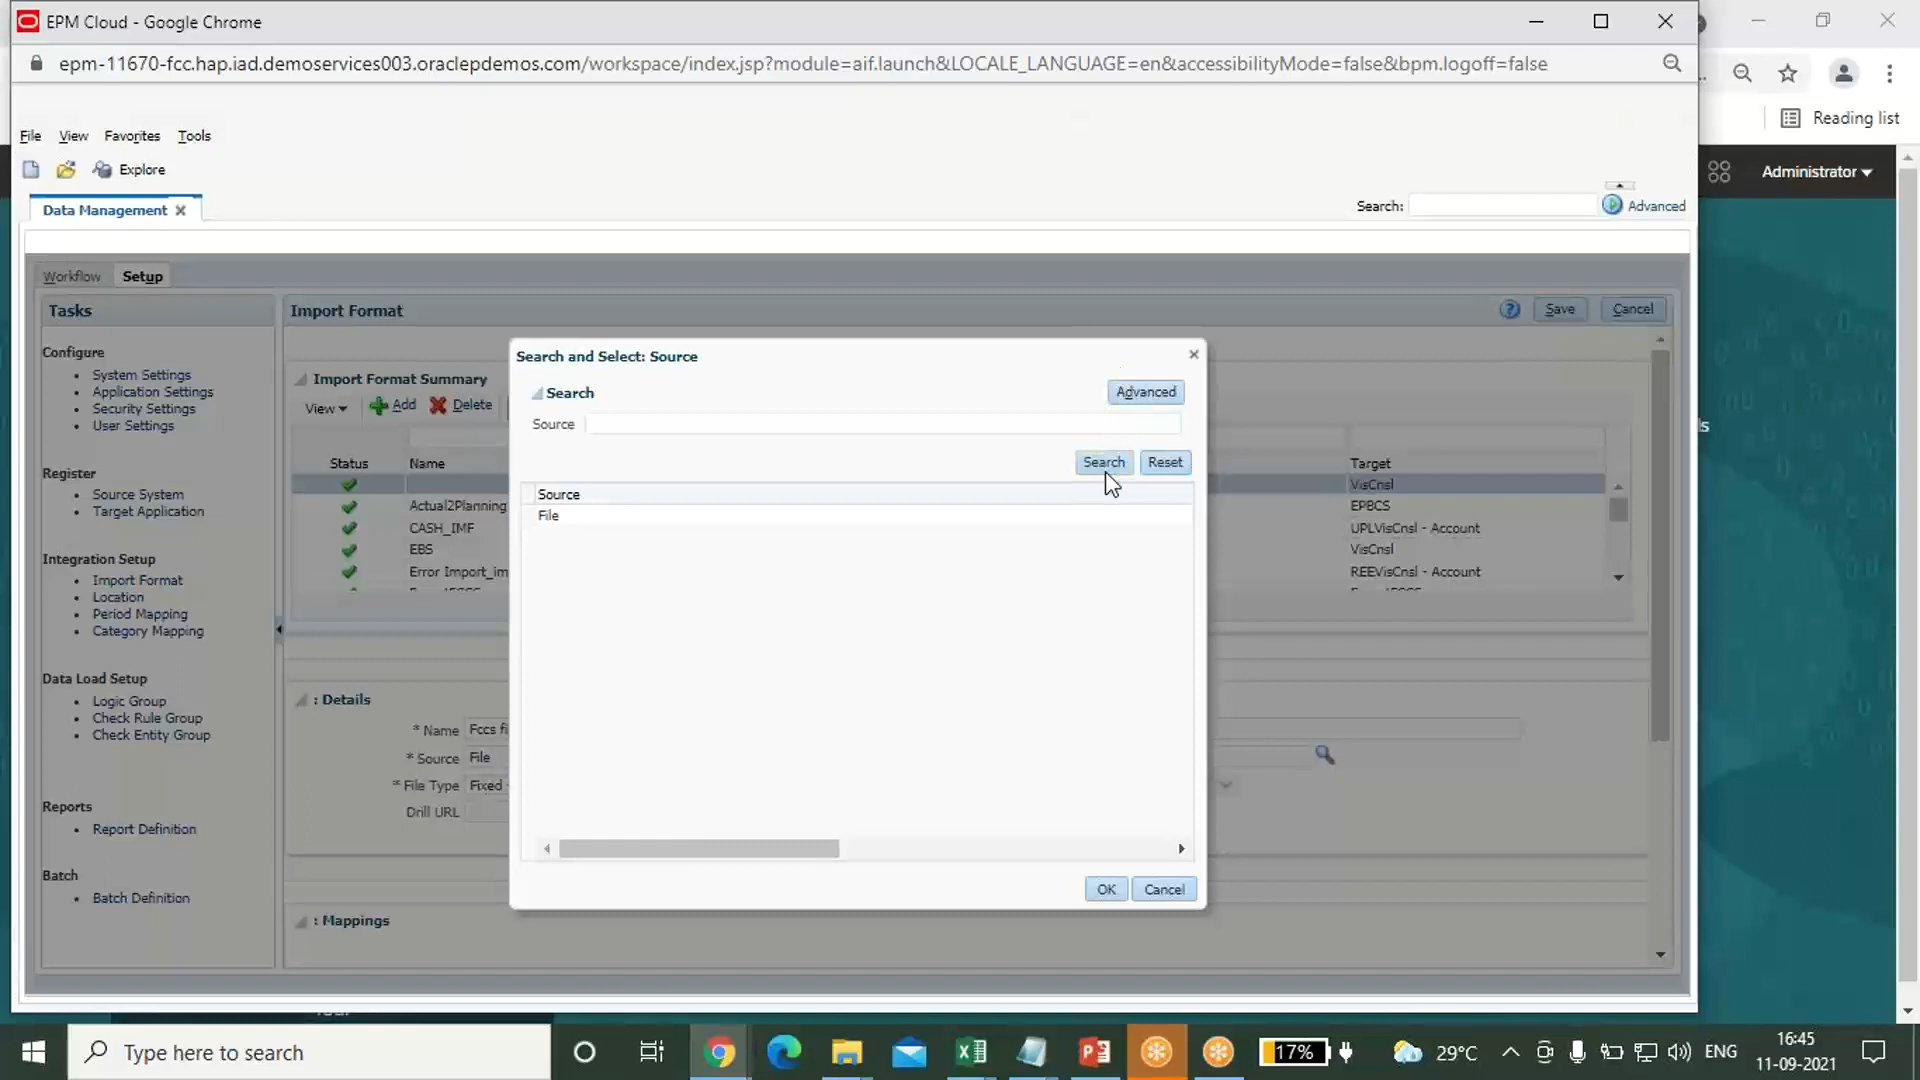 EPM Cloud - Google Chrome
epm-11670-fcc.hap.iad.demoservices003.oraclepdemos.com/workspace/index.jsp?module=aif.launch&LOCALE_LANGUAGE=en&accessibilityMode=false&bpm.logoff=false
Reading list
File View Favorites Tools
Explore
Administrator
Data Management
Search: Advanced
Workflow Setup
Tasks
Import Format
Save Cancel
Configure
System Settings
Application Settings
Security Settings
User Settings
Register
Source System
Target Application
Integration Setup
Import Format
Location
Period Mapping
Category Mapping
Data Load Setup
Logic Group
Check Rule Group
Check Entity Group
Reports
Report Definition
Batch
Batch Definition
Import Format Summary
View Add Delete
Status Name Target
VisCnsl
Actual2Planning EPBCS
CASH_IMF UPLVisCnsl - Account
EBS VisCnsl
Error Import_im REEVisCnsl - Account
: Details
* Name Fccs fi
* Source File
* File Type Fixed
Drill URL
: Mappings
Search and Select: Source
Search
Advanced
Source
Search Reset
Source
File
OK Cancel
Type here to search
17%
29°C
ENG
16:45
11-09-2021